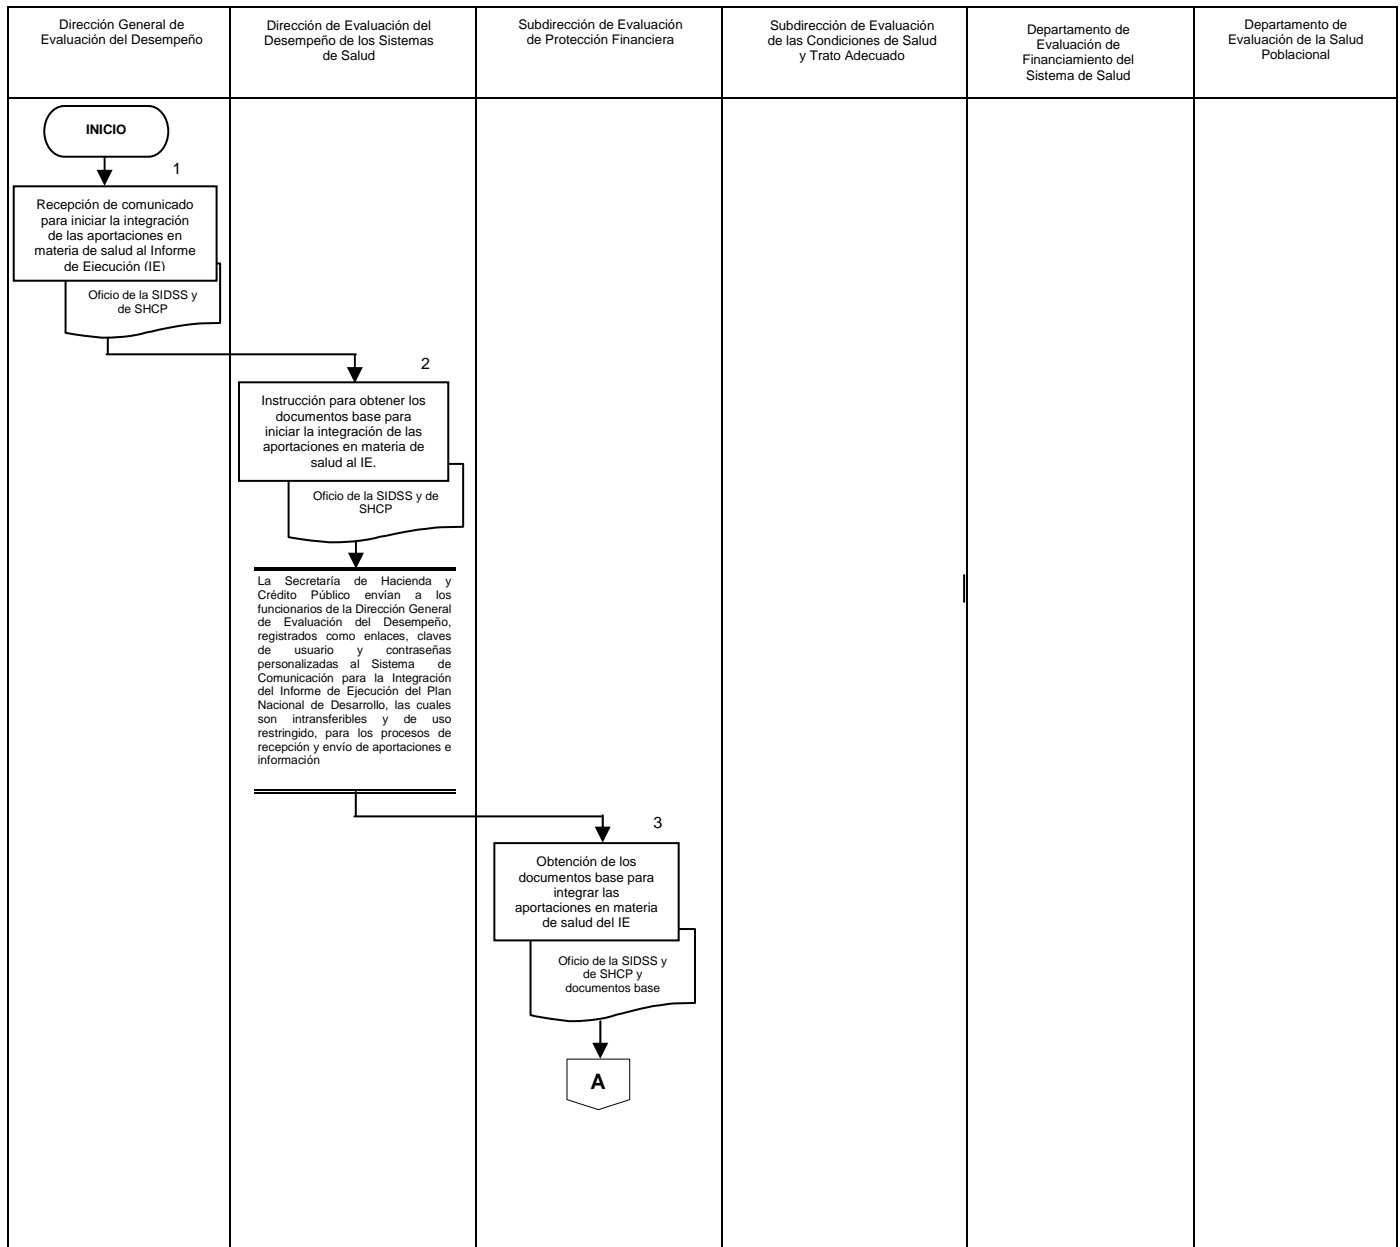 Dirección General de
Evaluación del Desempeño
Dirección de Evaluación del
Desempeño de los Sistemas
de Salud
Subdirección de Evaluación
de Protección Financiera
Subdirección de Evaluación
de las Condiciones de Salud
y Trato Adecuado
Departamento de
Evaluación de
Financiamiento del
Sistema de Salud
Departamento de
Evaluación de la Salud
Poblacional
INICIO
1
Recepción de comunicado
para iniciar la integración
de las aportaciones en
materia de salud al Informe
de Ejecución (IE)
Oficio de la SIDSS y
de SHCP
2
Instrucción para obtener los
documentos base para
iniciar la integración de las
aportaciones en materia de
salud al IE.
Oficio de la SIDSS y de
SHCP
La Secretaría de Hacienda y
Crédito Público envían a los
funcionarios de la Dirección General
de Evaluación del Desempeño,
registrados como enlaces, claves
de usuario y contraseñas
personalizadas al Sistema de
Comunicación para la Integración
del Informe de Ejecución del Plan
Nacional de Desarrollo, las cuales
son intransferibles y de uso
restringido, para los procesos de
recepción y envío de aportaciones e
información
3
Obtención de los
documentos base para
integrar las
aportaciones en materia
de salud del IE
Oficio de la SIDSS y
de SHCP y
documentos base
A